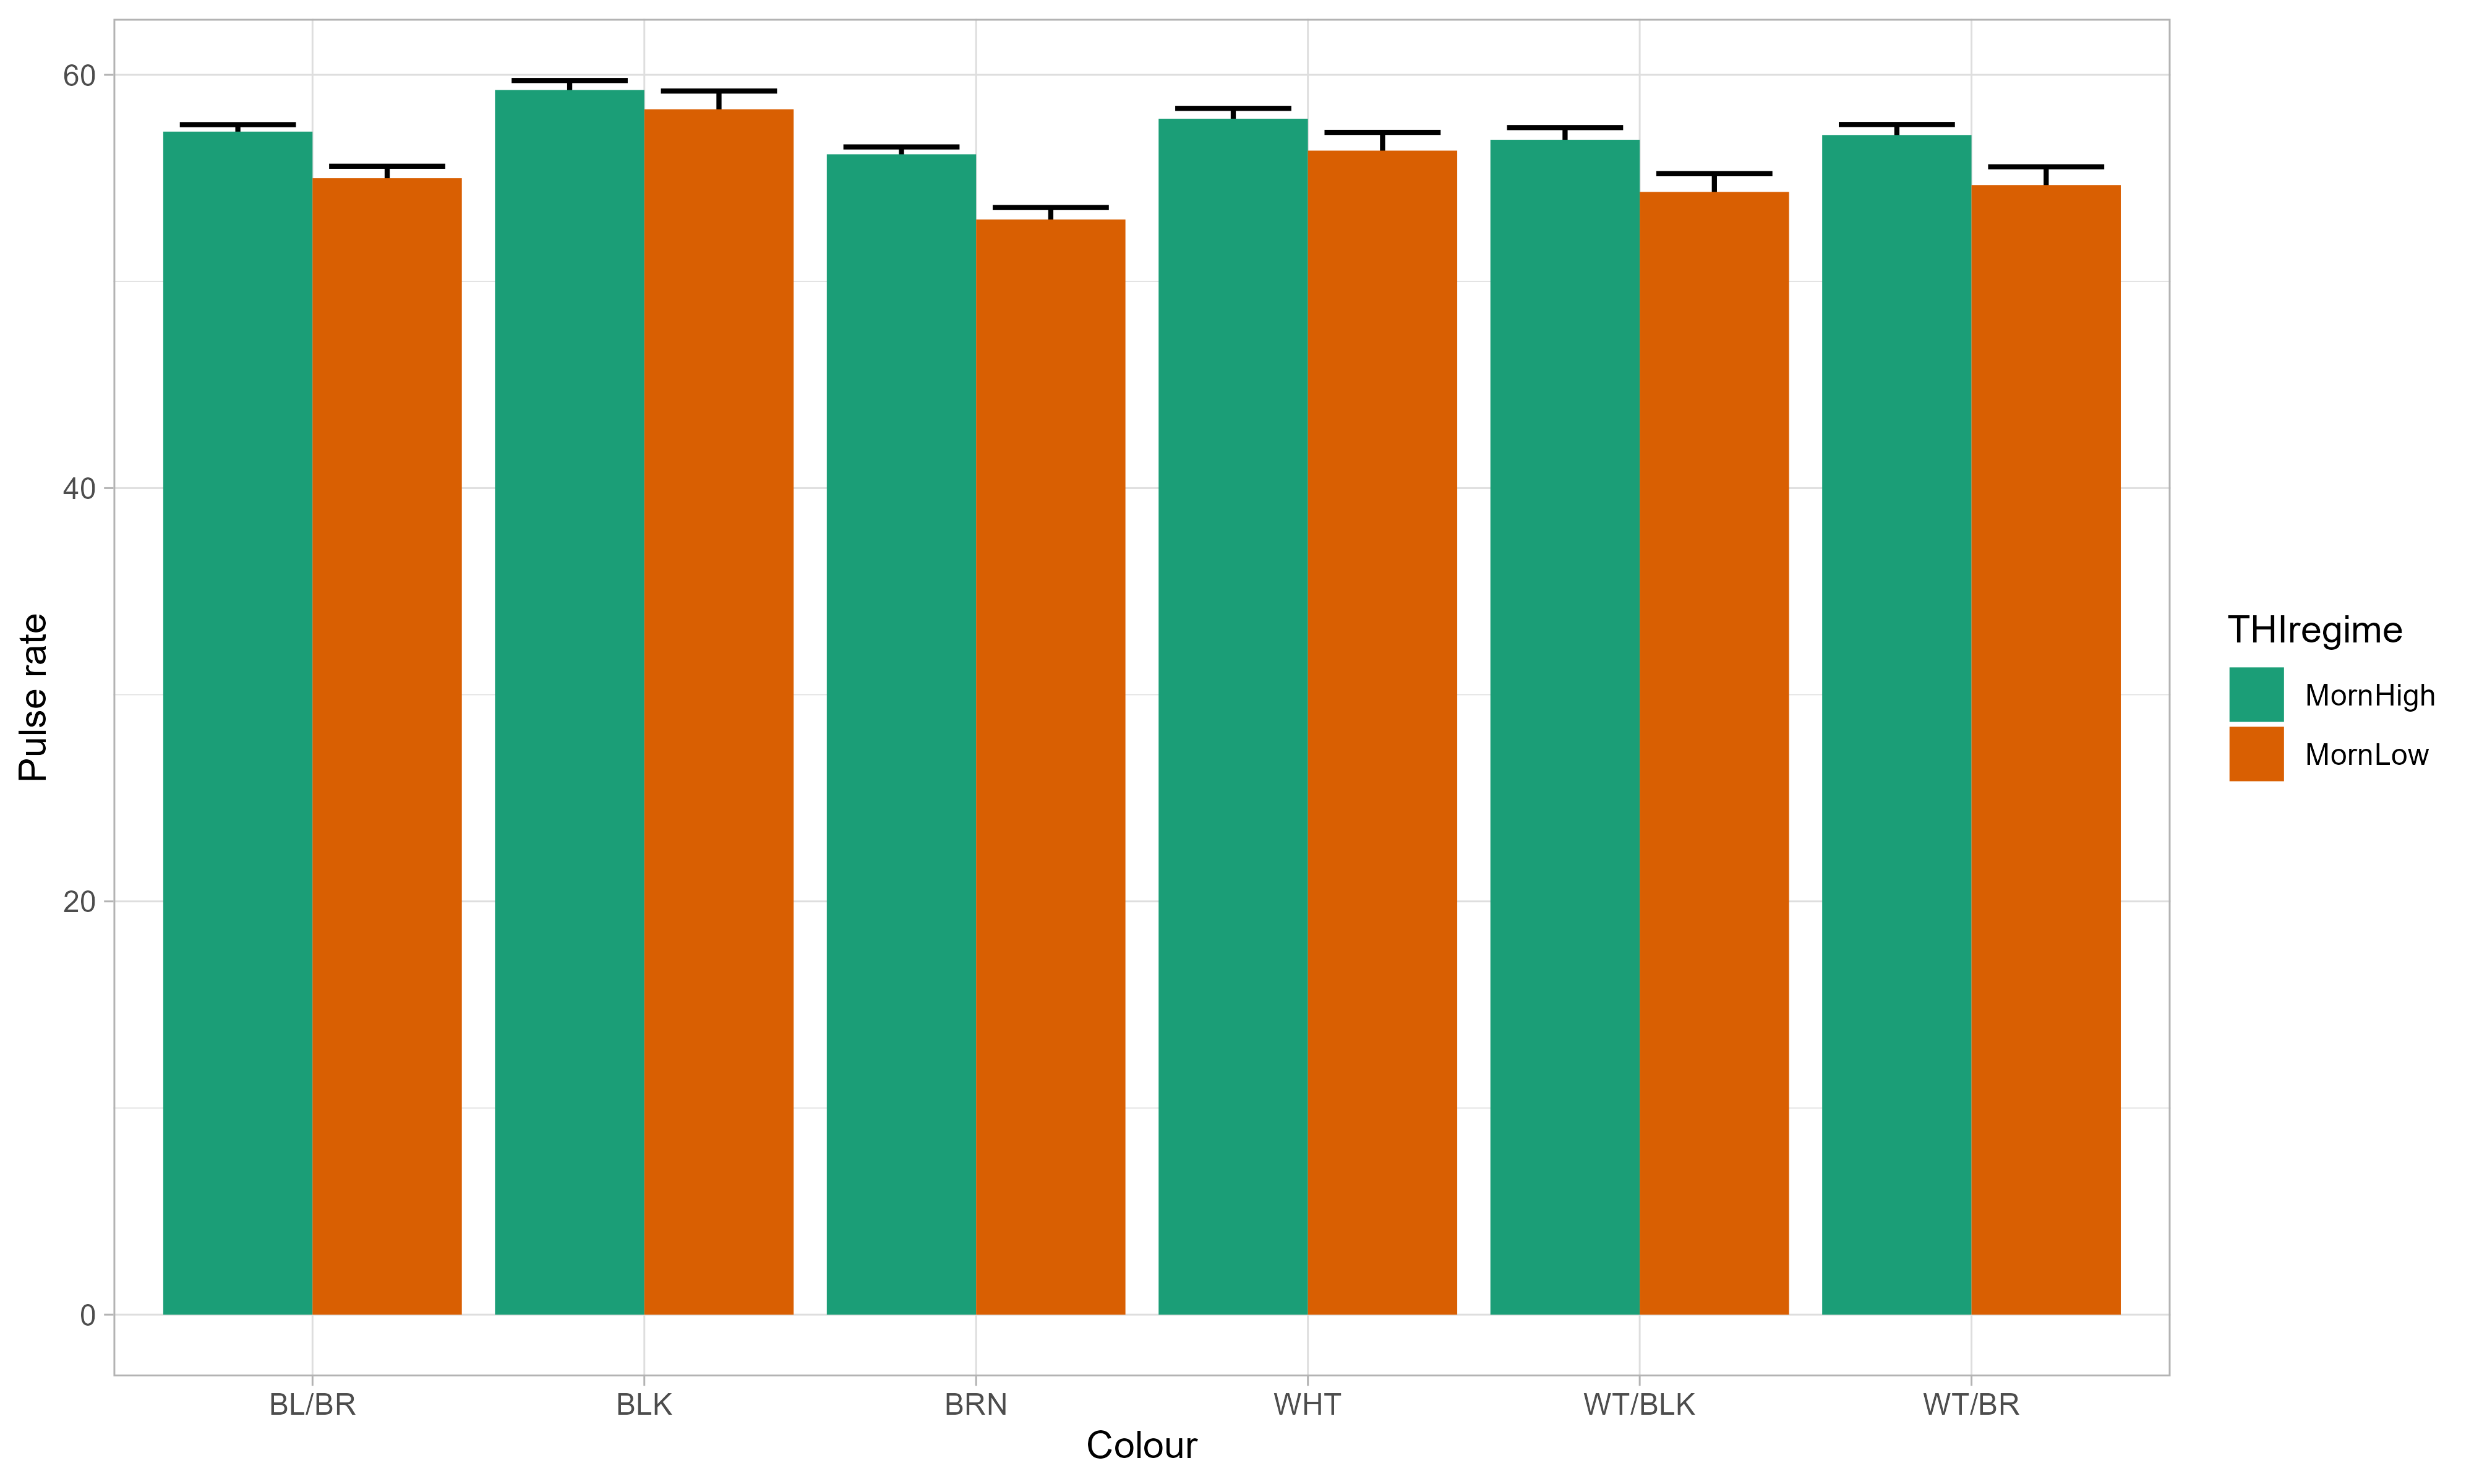 60
40
20
0
Pulse rate
BL/BR
BLK
BRN
WHT
WT/BLK
WT/BR
Colour
THIregime
MornHigh
MornLow